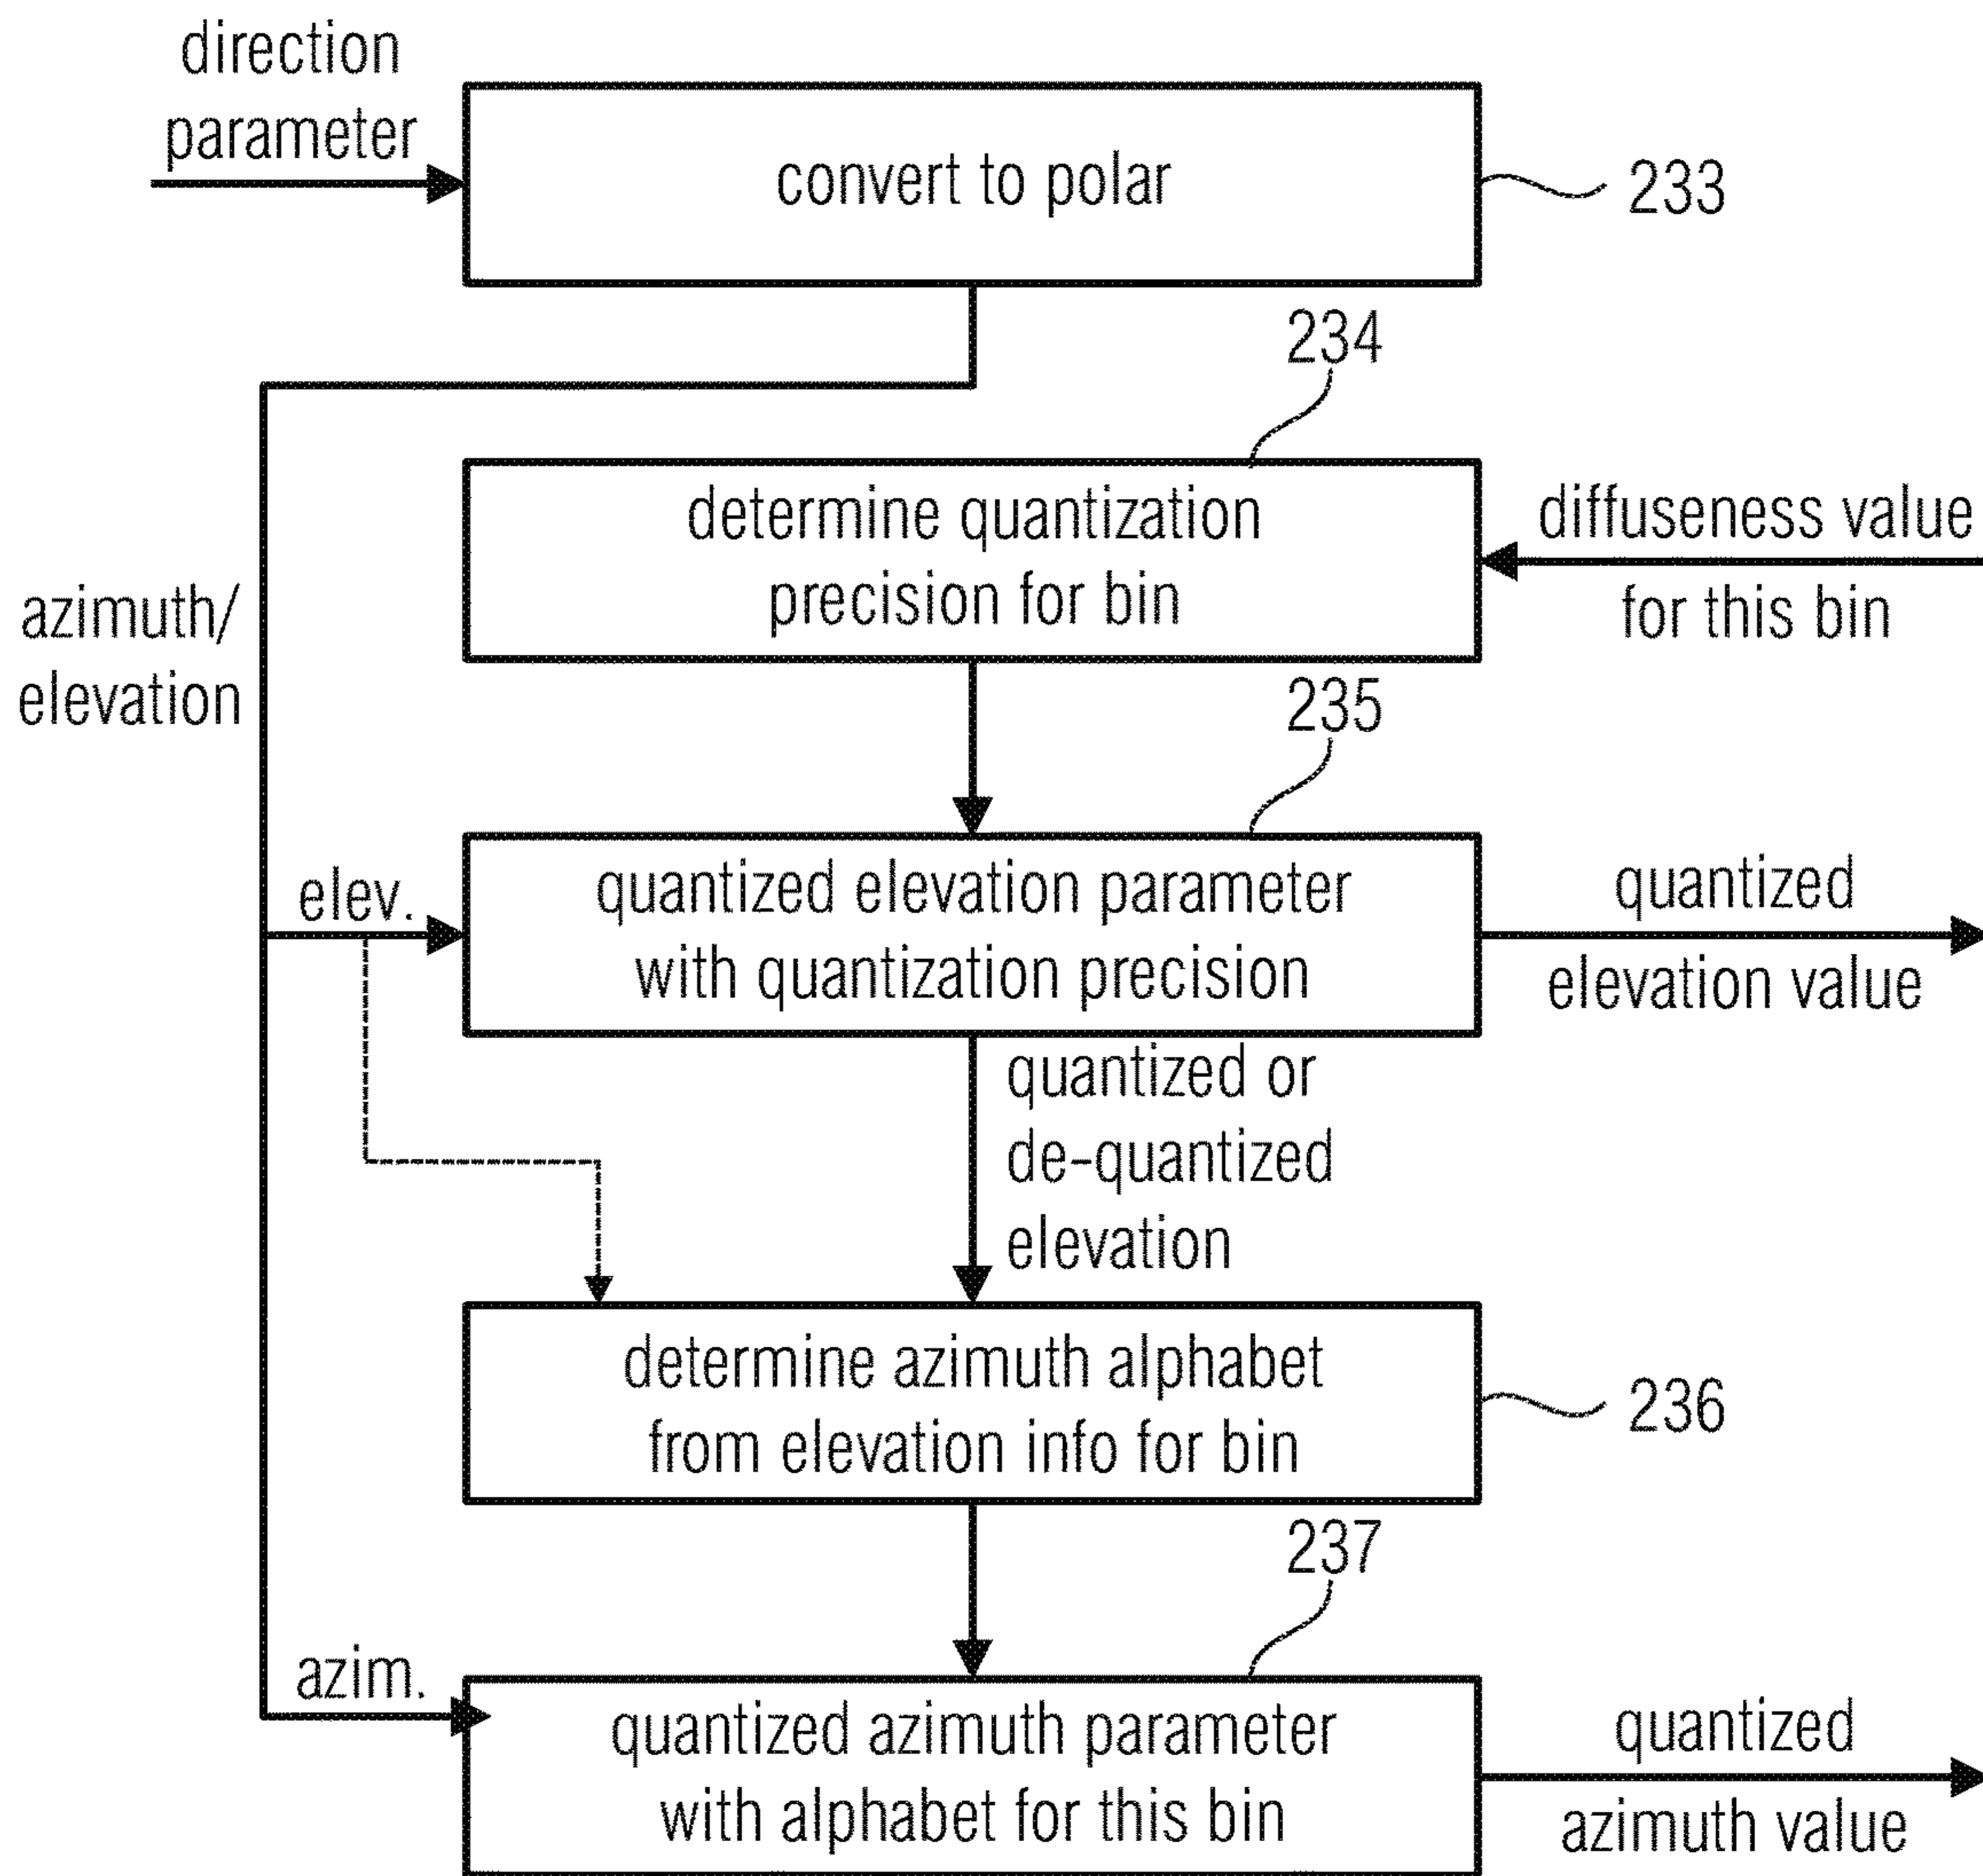 direction
parameter
convert to polar
233
234
determine quantization
precision for bin
diffuseness value
for this bin
azimuth/
elevation
235
elev.
quantized elevation parameter
with quantization precision
quantized
elevation value
quantized or
de-quantized
elevation
determine azimuth alphabet
from elevation info for bin
236
237
azim.
quantized azimuth parameter
with alphabet for this bin
quantized
azimuth value